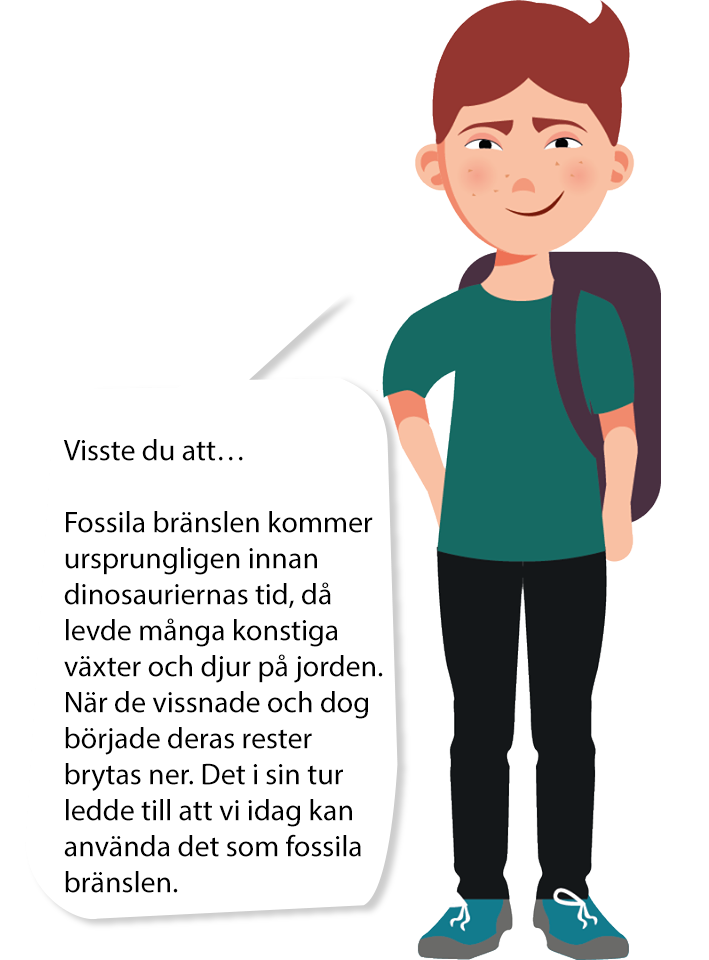 Visste du att…
Fossila bränslen kommer
ursprungligen innan
dinosauriernas tid, då
levde många konstiga
växter och djur på jorden.
När de vissnade och dog
började deras rester
brytas ner. Det i sin tur
ledde till att vi idag kan
använda det som fossila
bränslen.